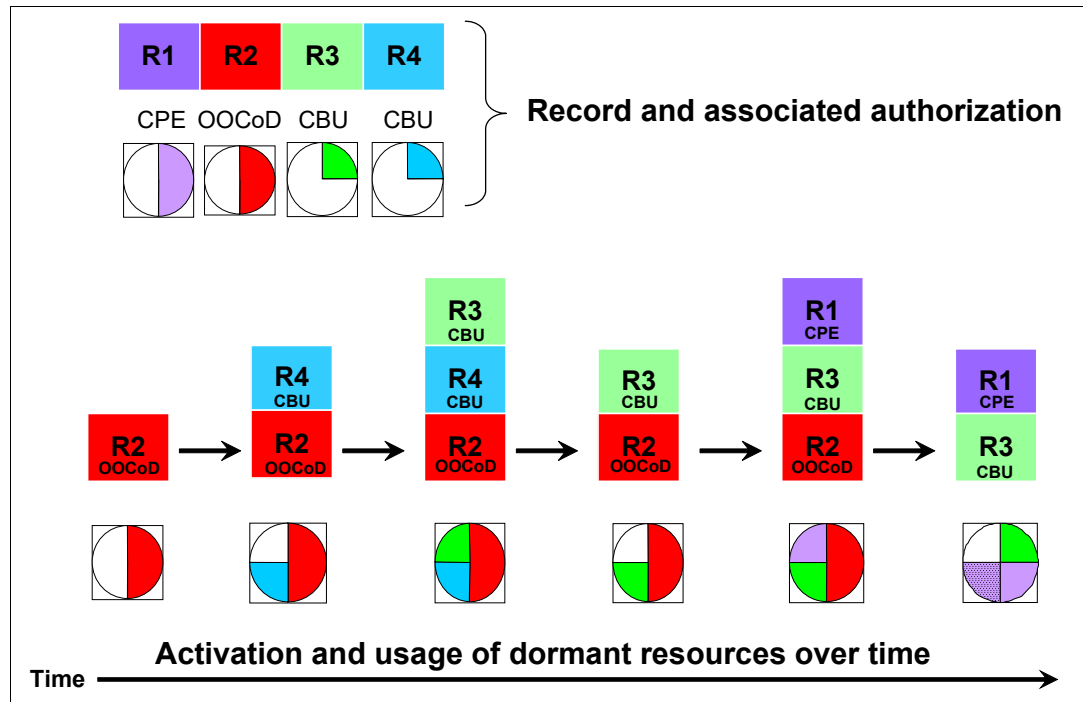 R1 R2 R3 R4
CPE OOCoD CBU CBU
Record and associated authorization
R3
CBU
R1
CPE
R4
CBU
R4
CBU
R3
CBU
R3
CBU
R1
CPE
R2
OOCoD
R2
OOCoD
R2
OOCoD
R2
OOCoD
R2
OOCoD
R3
CBU
Activation and usage of dormant resources over time
Time